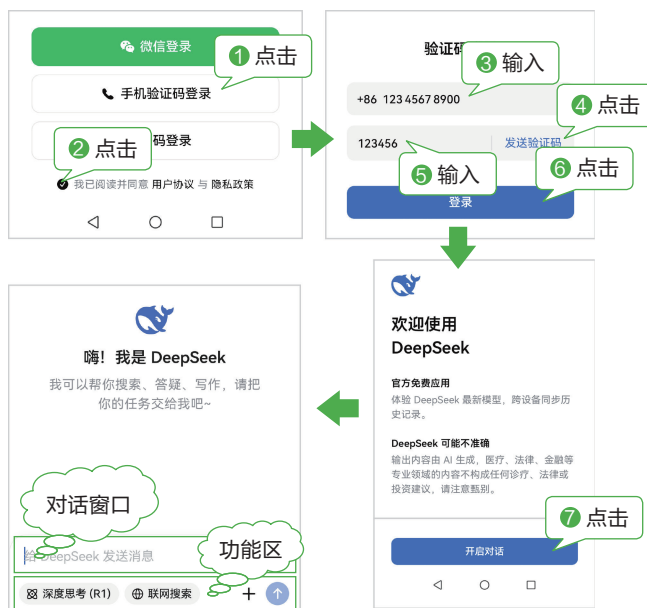 微信登录
❶ 点击
手机验证码登录
❷ 点击
码登录
我已阅读并同意 用户协议 与 隐私政策
验证码
❸ 输入
+86 123 4567 8900
❹ 点击
123456
发送验证码
❺ 输入
❻ 点击
登录
欢迎使用
DeepSeek
官方免费应用
体验 DeepSeek 最新模型，跨设备同步历
史记录。
DeepSeek 可能不准确
输出内容由 AI 生成，医疗、法律、金融等
专业领域的内容不构成任何诊疗、法律或
投资建议，请注意甄别。
❼ 点击
开启对话
嗨！我是 DeepSeek
我可以帮你搜索、答疑、写作，请把
你的任务交给我吧~
对话窗口
给 DeepSeek 发送消息
功能区
深度思考 (R1)
联网搜索